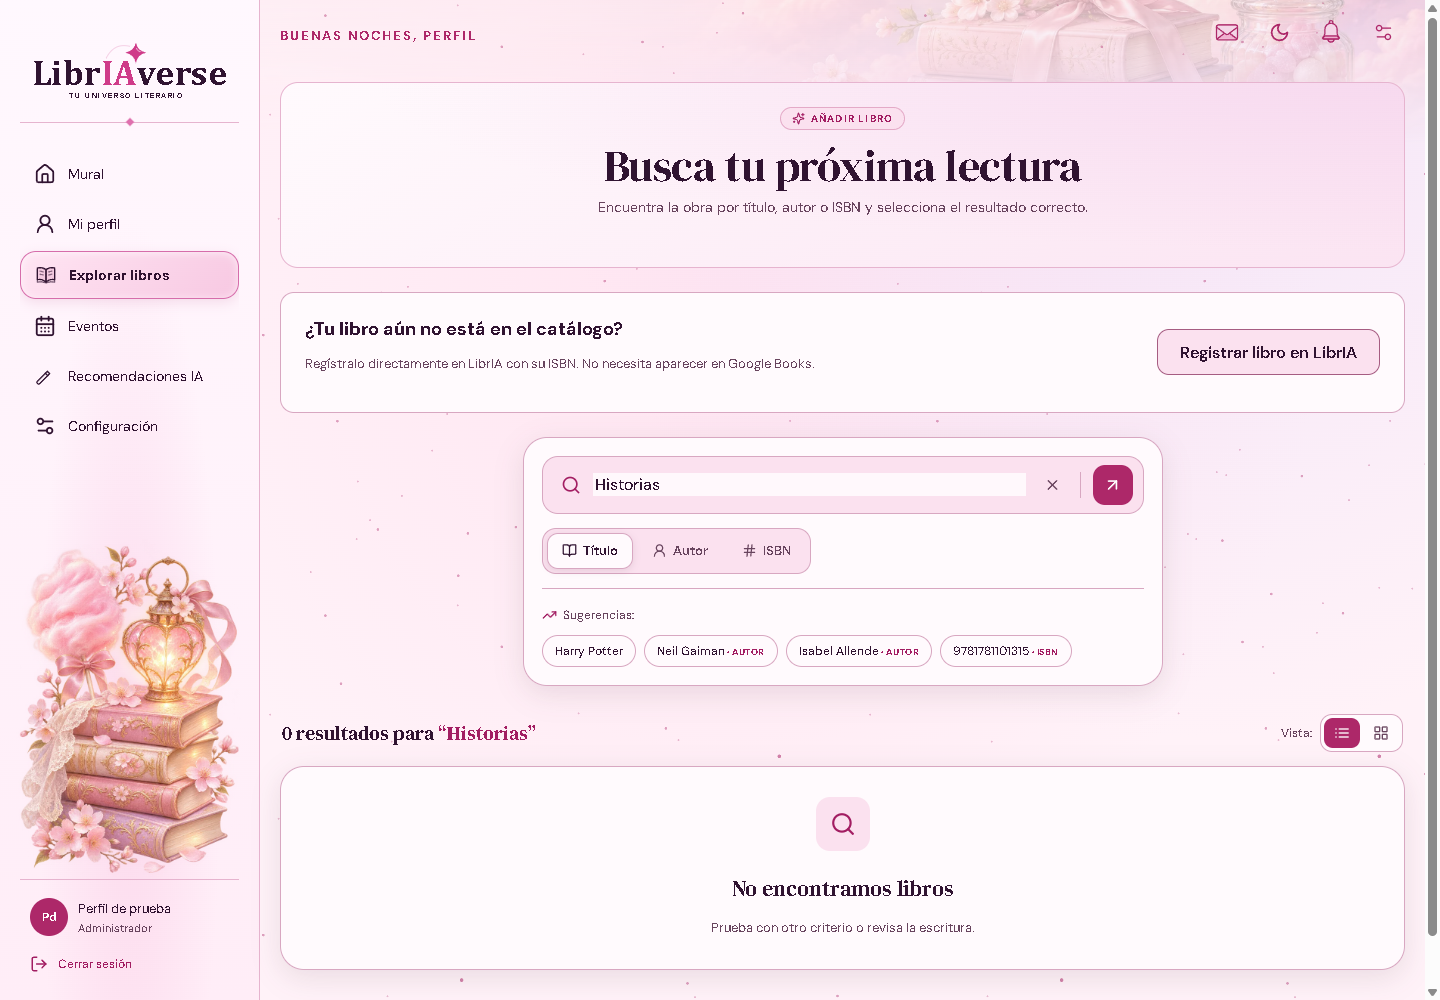 LibrIAverse
TU UNIVERSO LITERARIO
Mural
Mi perfil
Explorar libros
Eventos
Recomendaciones IA
Configuración
Perfil de prueba
Pd
Administrador
Cerrar sesión
BUENAS NOCHES, PERFIL
AÑADIR LIBRO
Busca tu próxima lectura
Encuentra la obra por título, autor o ISBN y selecciona el resultado correcto.
¿Tu libro aún no está en el catálogo?
Regístralo directamente en LibrIA con su ISBN. No necesita aparecer en Google Books.
Registrar libro en LibrIA
Historias
Título Autor ISBN
Sugerencias:
Harry Potter Neil Gaiman · AUTOR Isabel Allende · AUTOR 9781781101315 · ISBN
0 resultados para “Historias”
Vista:
No encontramos libros
Prueba con otro criterio o revisa la escritura.